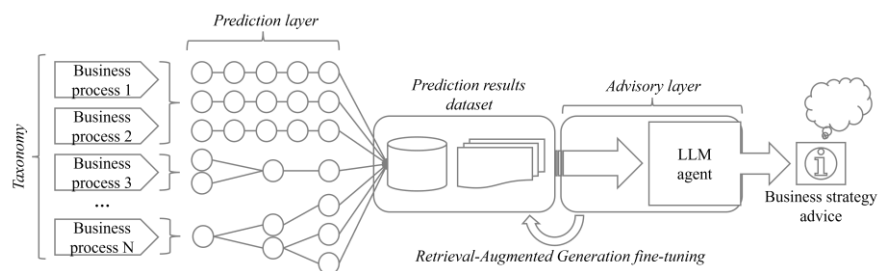 Prediction layer
Taxonomy
Business
process 1
Business
process 2
Business
process 3
...
Business
process N
Prediction results
dataset
Advisory layer
LLM
agent
Business strategy
advice
Retrieval-Augmented Generation fine-tuning